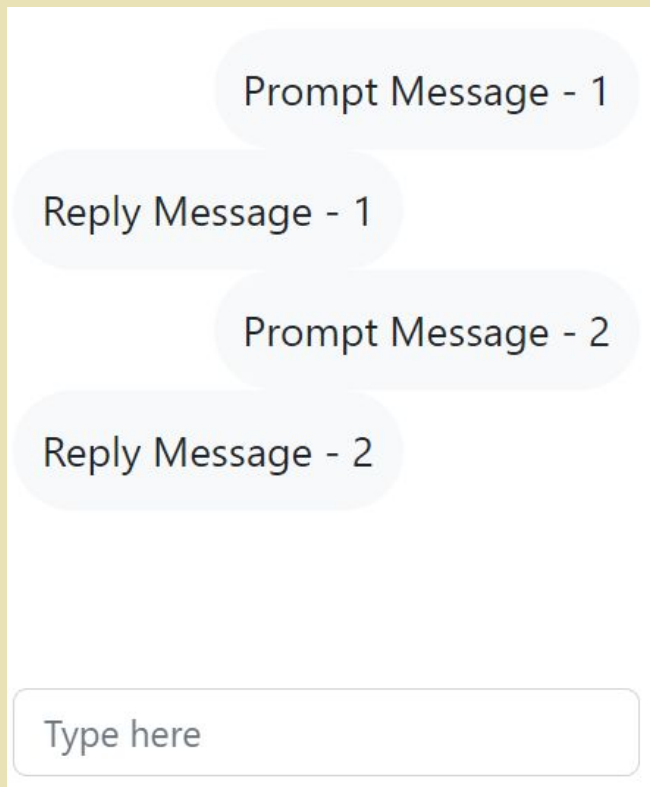 Prompt Message - 1
Reply Message - 1
Prompt Message - 2
Reply Message - 2
Type here